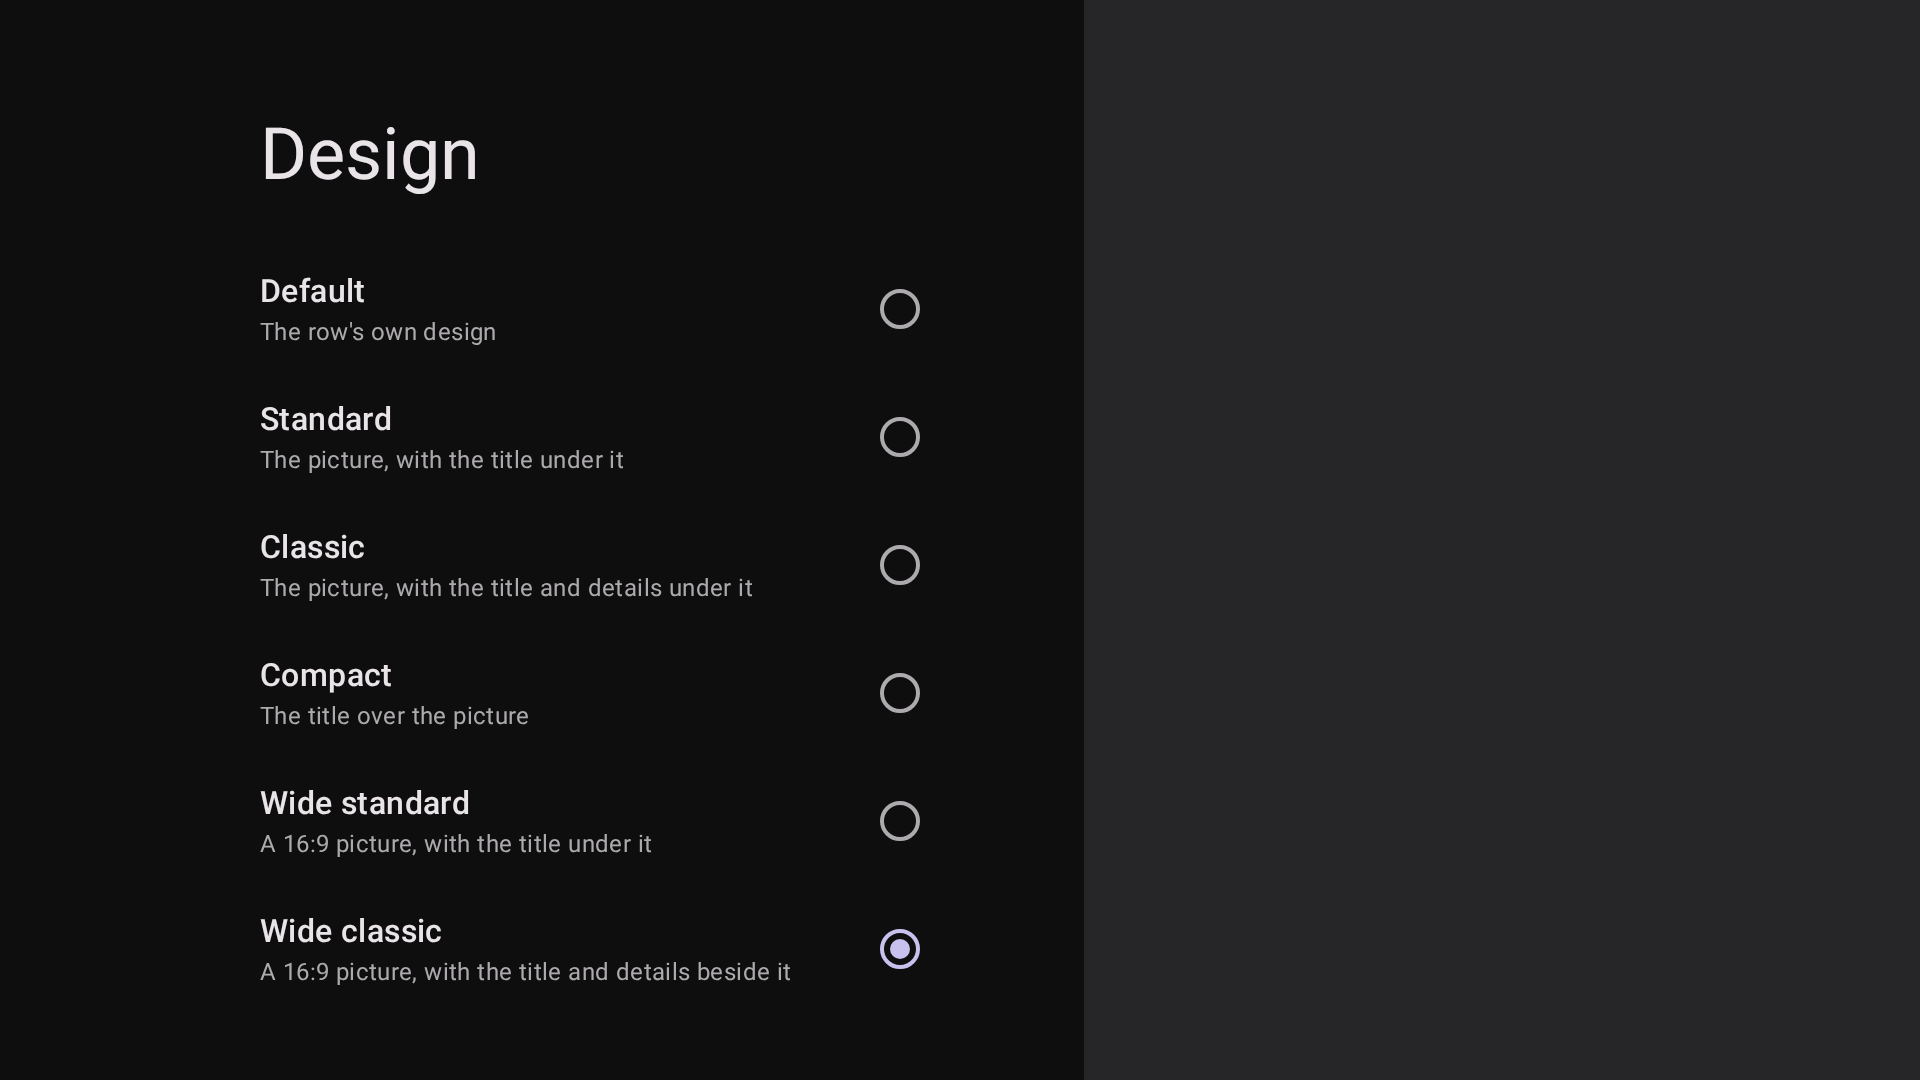 Design
Default
The row's own design
Standard
The picture, with the title under it
Classic
The picture, with the title and details under it
Compact
The title over the picture
Wide standard
A 16:9 picture, with the title under it
Wide classic
A 16:9 picture, with the title and details beside it